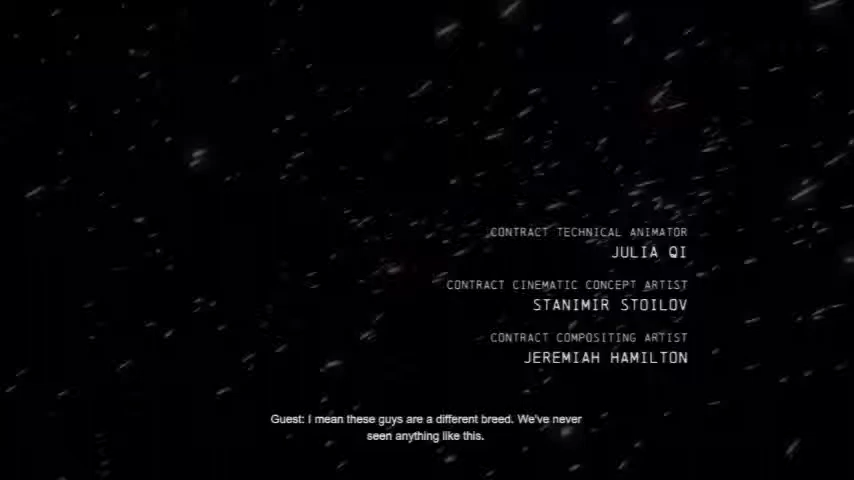 CONTRACT TECHNICAL ANIMATOR
JULIA QI
CONTRACT CINEMATIC CONCEPT ARTIST
STANIMIR STOILOV
CONTRACT COMPOSITING ARTIST
JEREMIAH HAMILTON
Guest: I mean these guys are a different breed. We've never
seen anything like this.